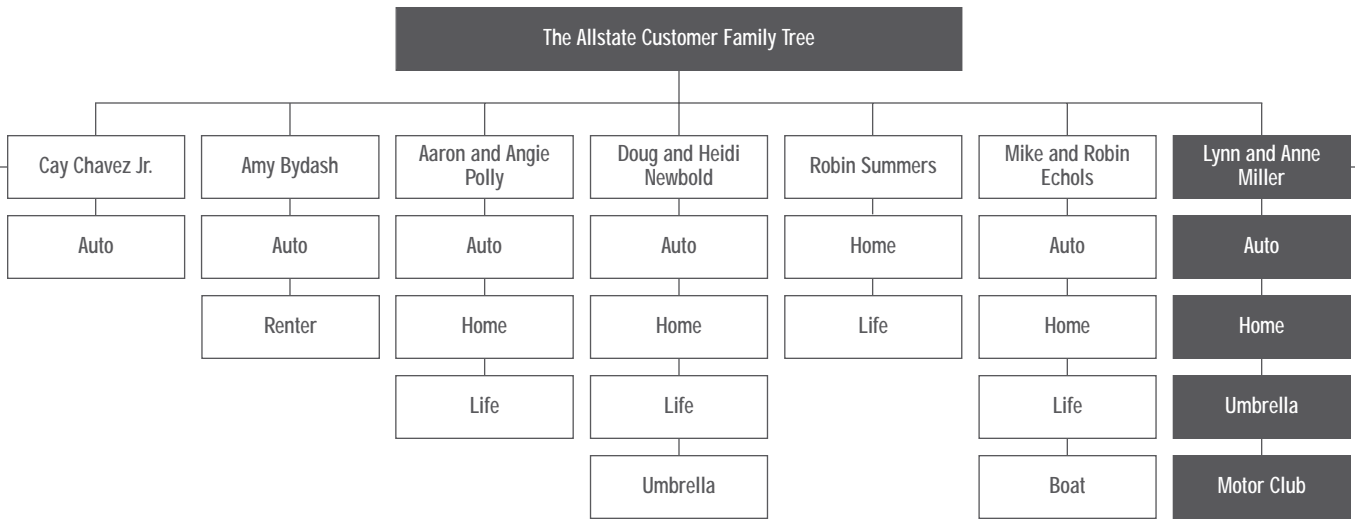 The Allstate Customer Family Tree
Cay Chavez Jr.
Amy Bydash
Aaron and Angie
Polly
Doug and Heidi
Newbold
Robin Summers
Mike and Robin
Echols
Lynn and Anne
Miller
Auto
Auto
Auto
Auto
Home
Auto
Auto
Renter
Home
Home
Life
Home
Home
Life
Life
Life
Umbrella
Umbrella
Boat
Motor Club